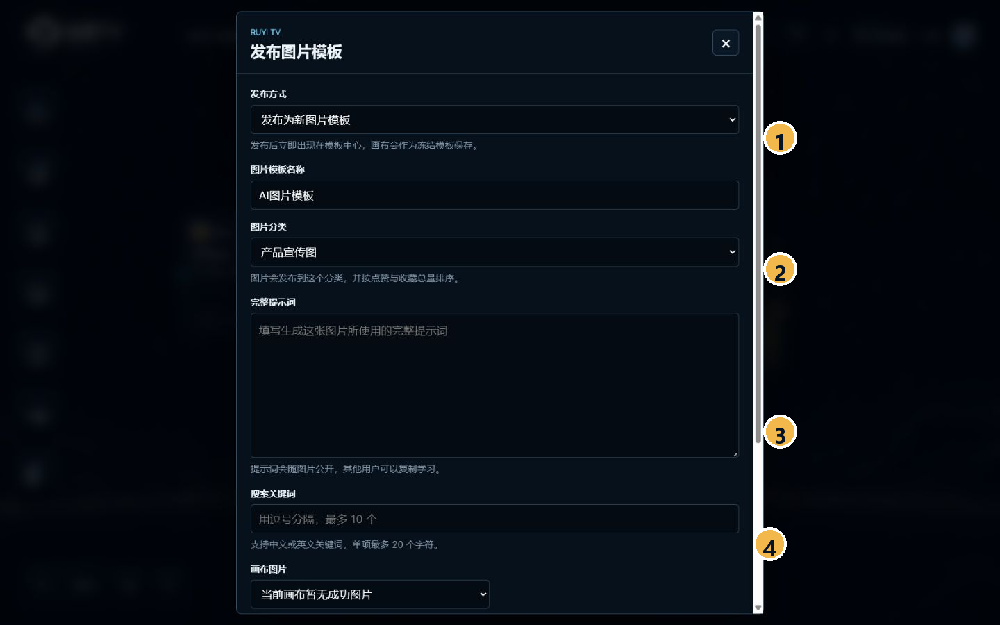 RUYI TV
发布图片模板
×
发布方式
发布为新图片模板
1
发布后立即出现在模板中心，画布会作为冻结模板保存。
图片模板名称
AI图片模板
图片分类
产品宣传图
2
图片会发布到这个分类，并按点赞与收藏总量排序。
完整提示词
填写生成这张图片所使用的完整提示词
3
提示词会随图片公开，其他用户可以复制学习。
搜索关键词
用逗号分隔，最多 10 个
支持中文或英文关键词，单项最多 20 个字符。
4
画布图片
当前画布暂无成功图片